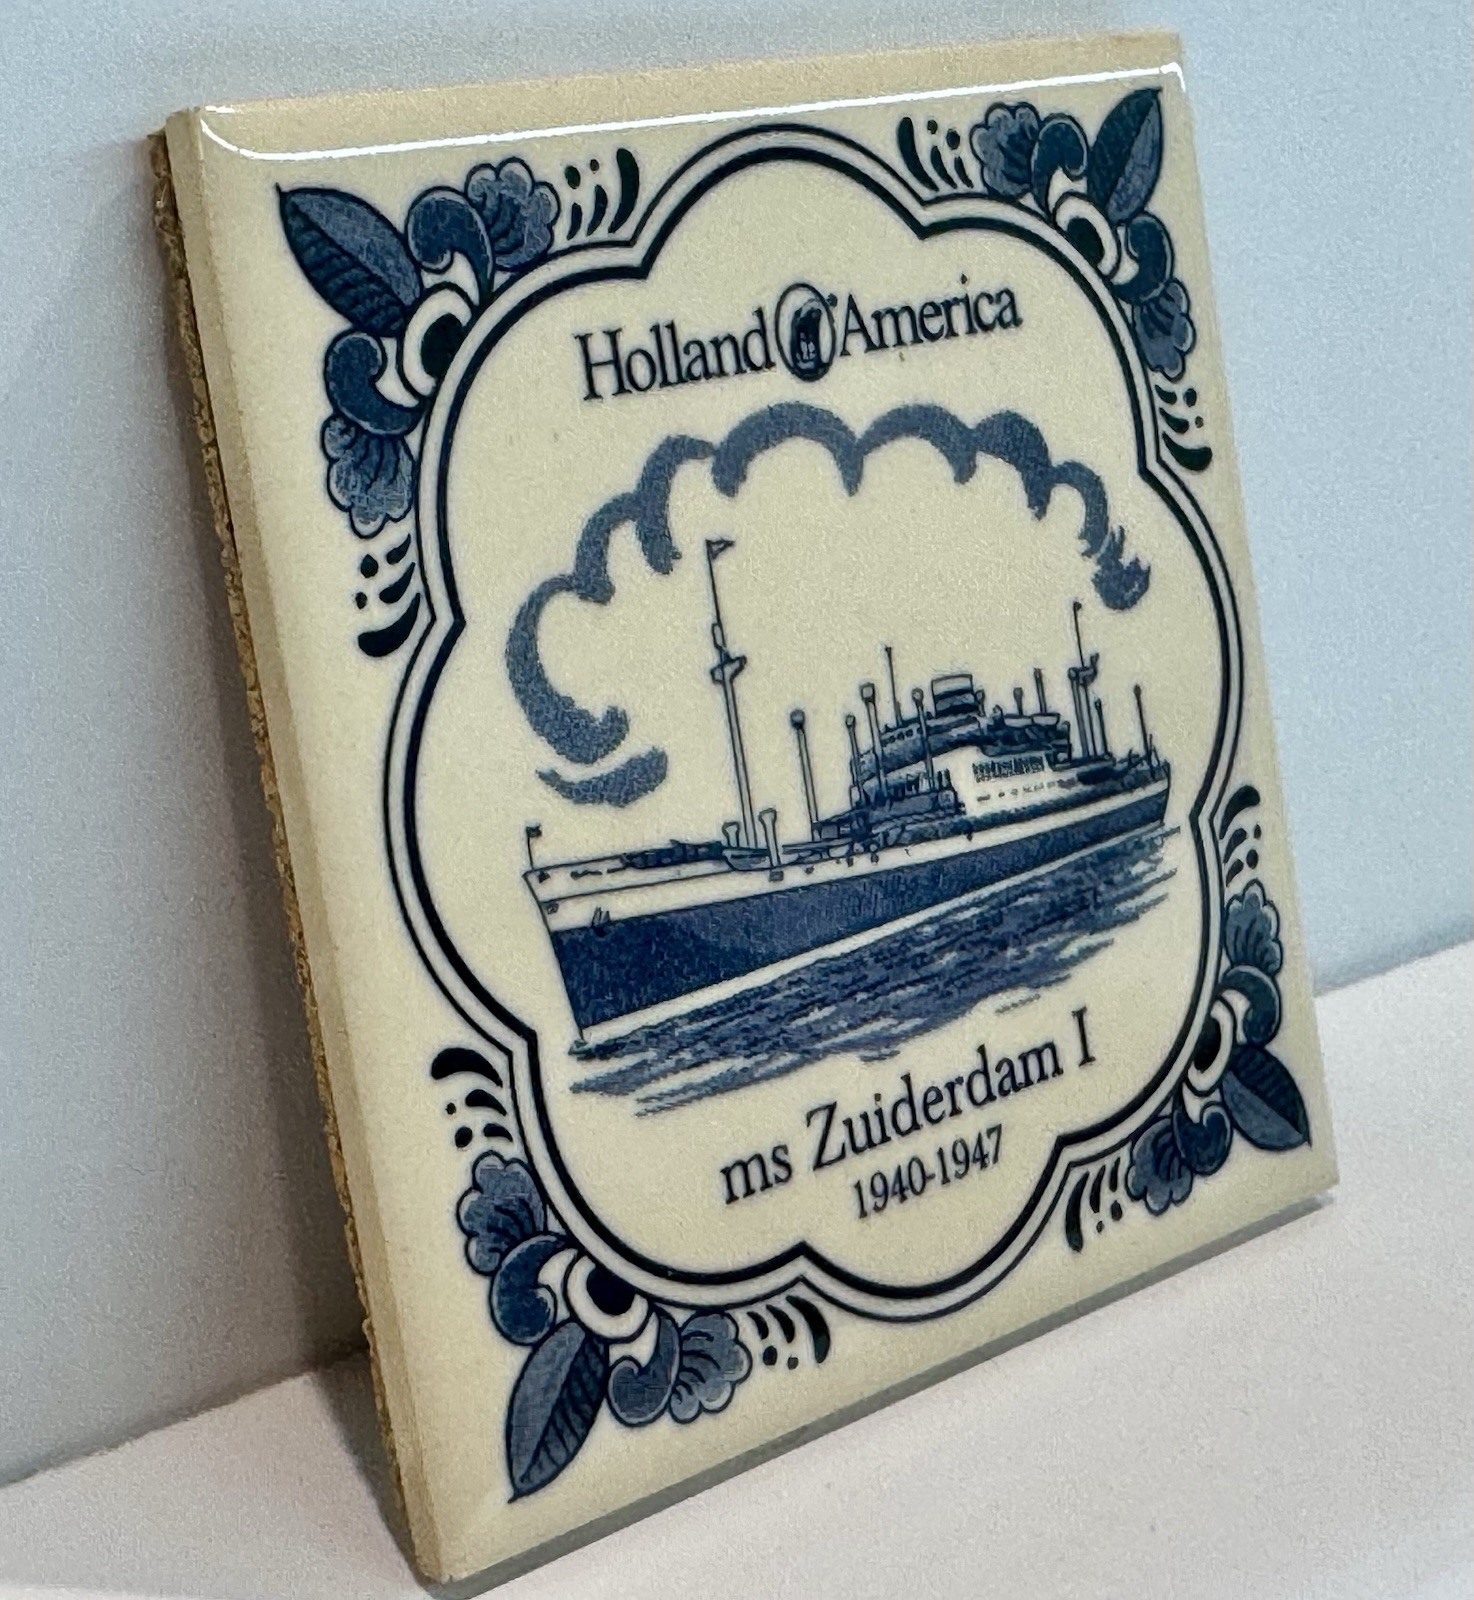 Holland America
ms Zuiderdam I
1940-1947